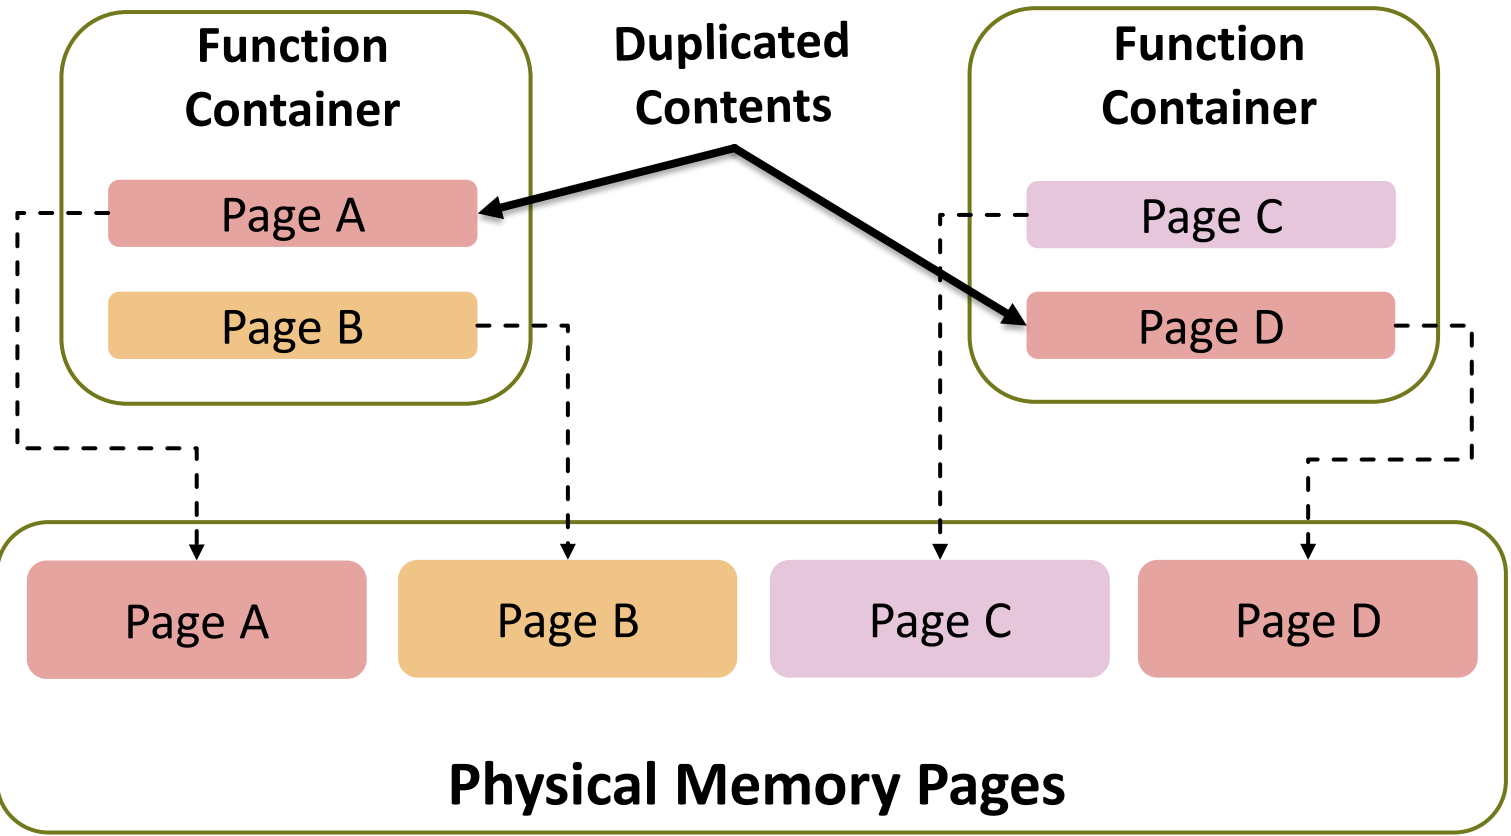 Function
Container
Page A
Page B
Duplicated
Contents
Function
Container
Page C
Page D
Page A
Page B
Page C
Page D
Physical Memory Pages